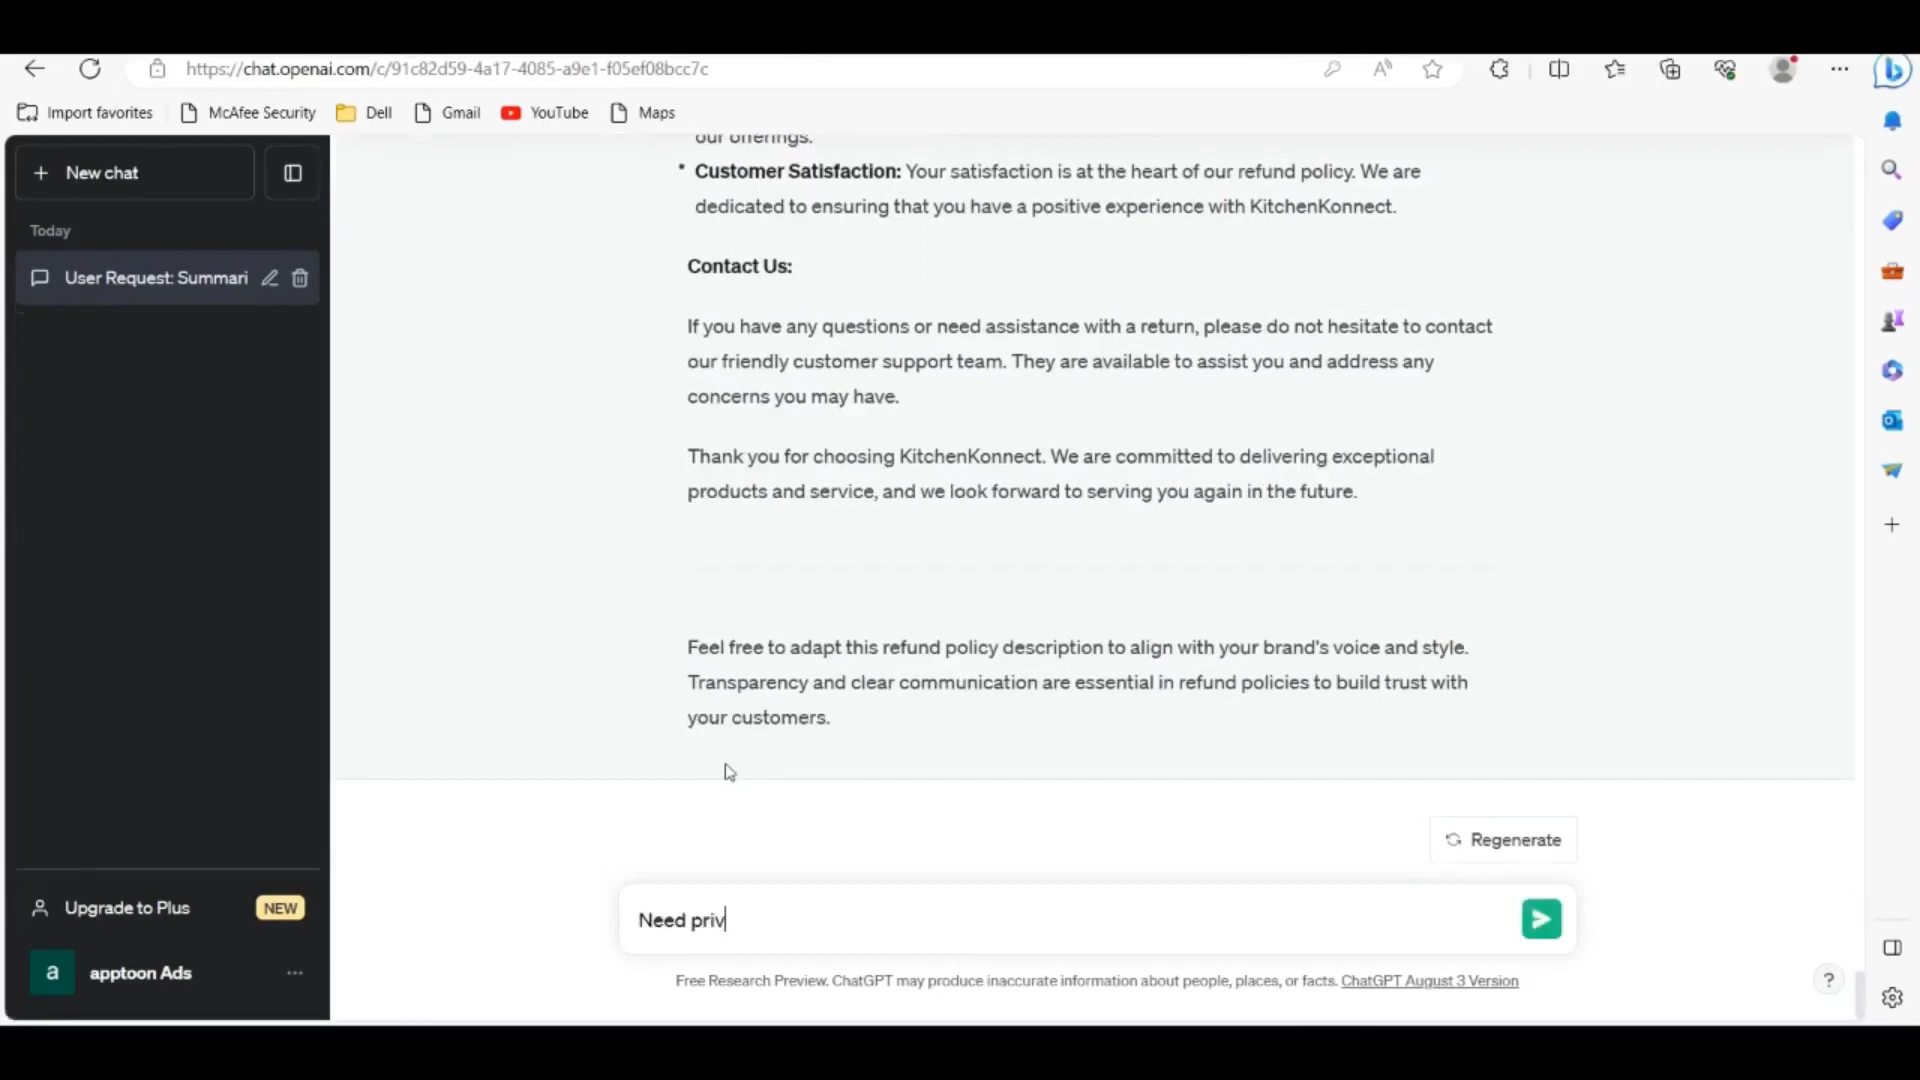 https://chat.openai.com/c/91c82d59-4a17-4085-a9e1-f05ef08bcc7c
Import favorites McAfee Security Dell Gmail YouTube Maps
New chat
Today
User Request: Summari
Upgrade to Plus NEW
a apptoon Ads
our offerings.
• Customer Satisfaction: Your satisfaction is at the heart of our refund policy. We are
dedicated to ensuring that you have a positive experience with KitchenKonnect.
Contact Us:
If you have any questions or need assistance with a return, please do not hesitate to contact
our friendly customer support team. They are available to assist you and address any
concerns you may have.
Thank you for choosing KitchenKonnect. We are committed to delivering exceptional
products and service, and we look forward to serving you again in the future.
Feel free to adapt this refund policy description to align with your brand's voice and style.
Transparency and clear communication are essential in refund policies to build trust with
your customers.
Regenerate
Need priv
Free Research Preview. ChatGPT may produce inaccurate information about people, places, or facts. ChatGPT August 3 Version
?